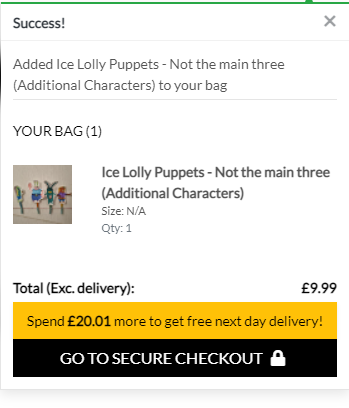 Success!
Added Ice Lolly Puppets - Not the main three
(Additional Characters) to your bag
YOUR BAG (1)
Ice Lolly Puppets - Not the main three
(Additional Characters)
Size: N/A
Qty: 1
Total (Exc. delivery): £9.99
Spend £20.01 more to get free next day delivery!
GO TO SECURE CHECKOUT